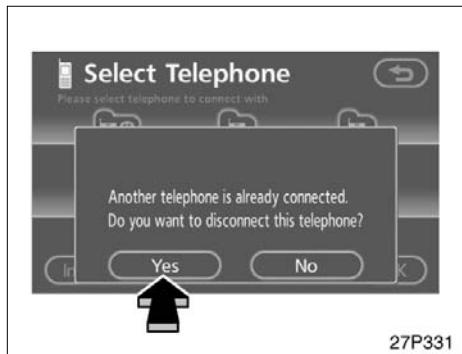 Select Telephone
Please select telephone to connect with
Another telephone is already connected.
Do you want to disconnect this telephone?
Yes
No
In
K
27P331